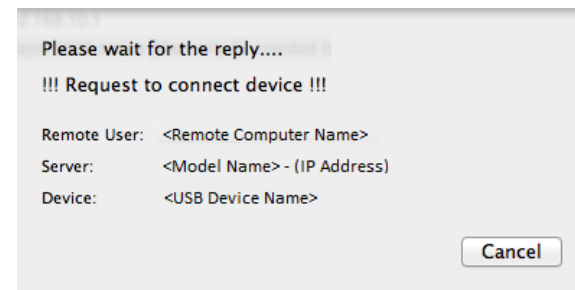 Please wait for the reply....
!!! Request to connect device !!!
Remote User: <Remote Computer Name>
Server: <Model Name> - (IP Address)
Device: <USB Device Name>
Cancel